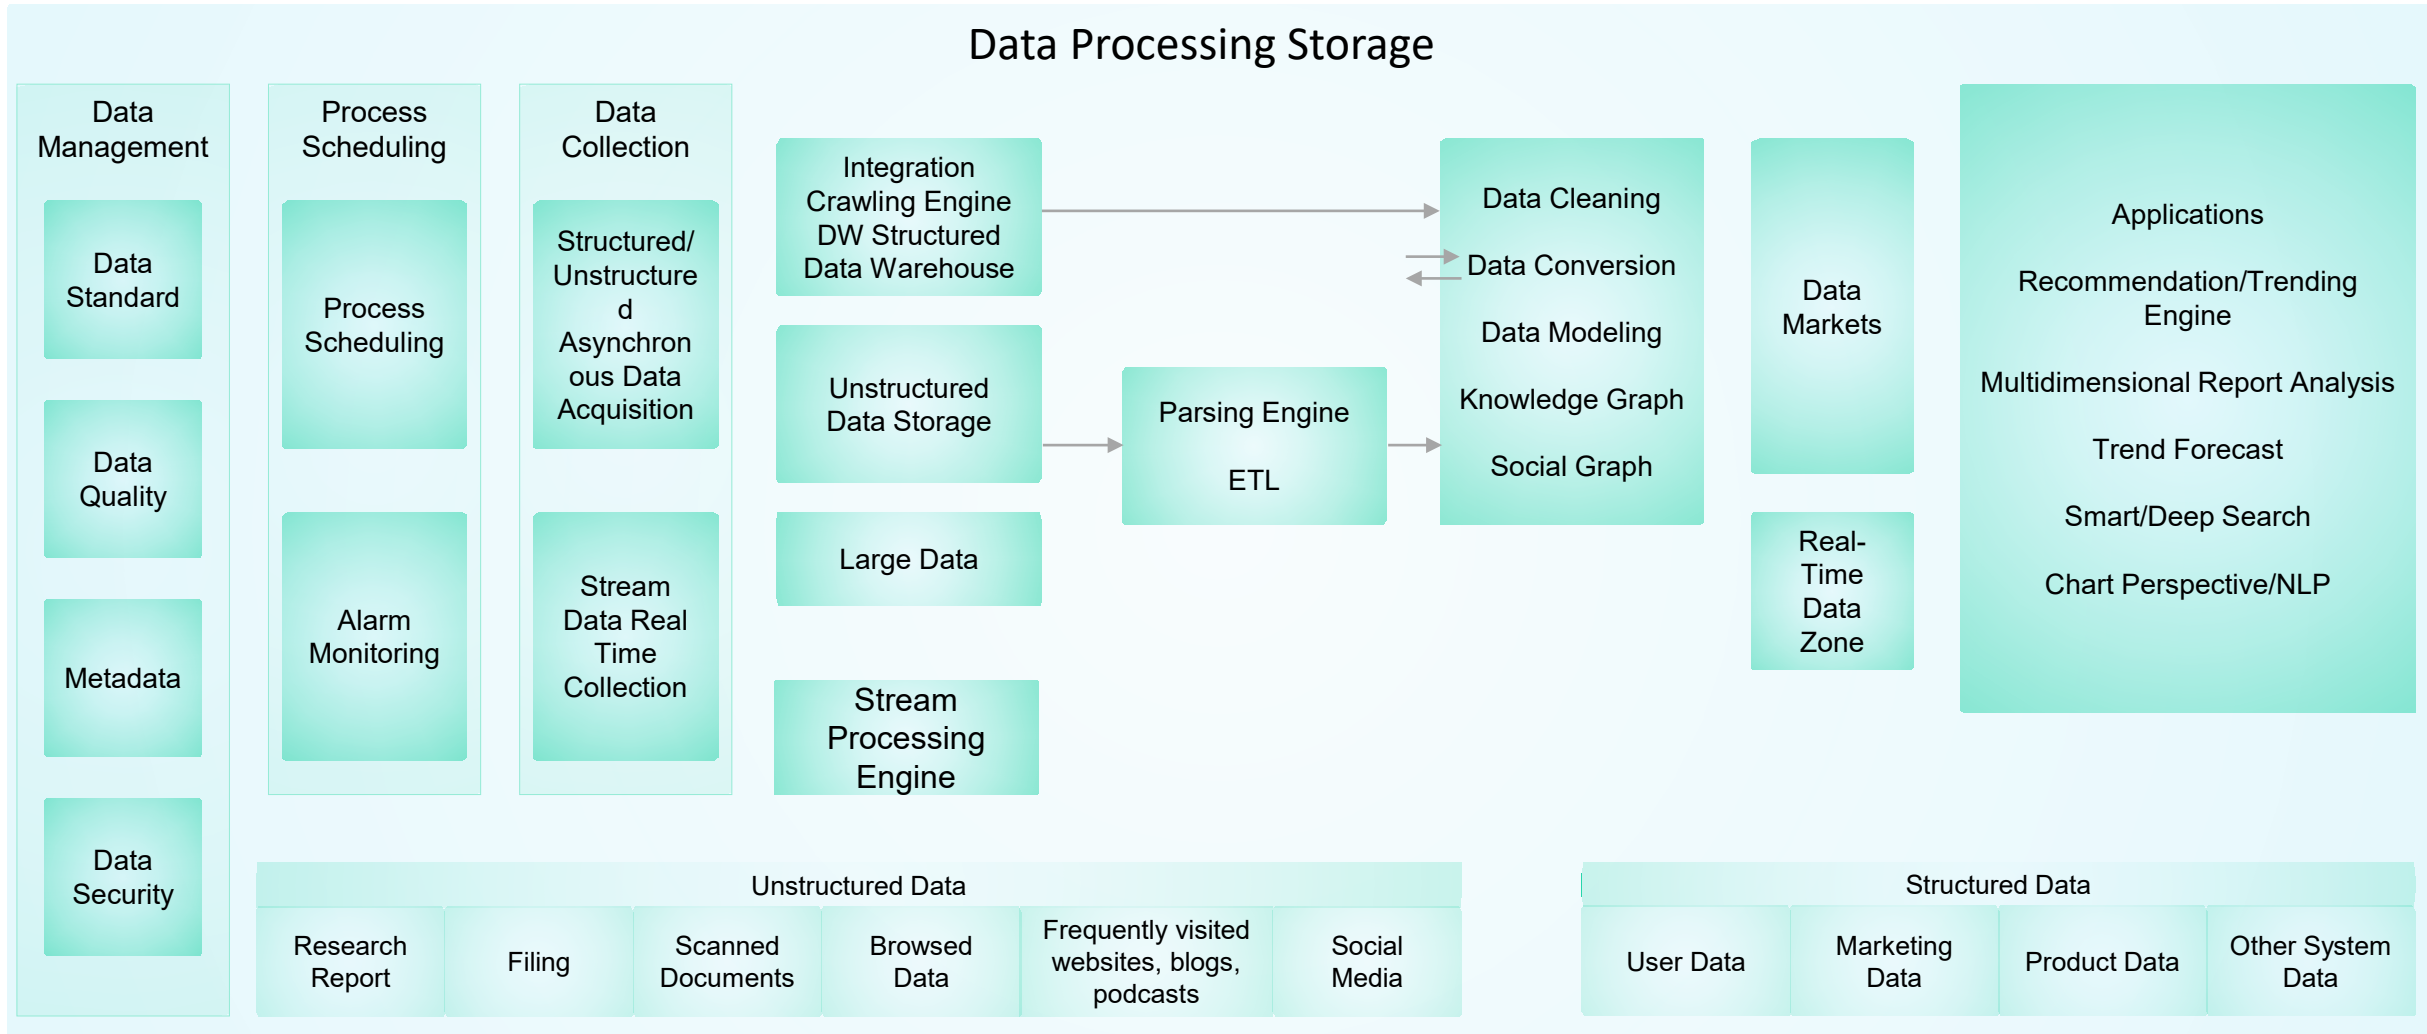 Data Processing Storage
Data
Management
Data
Standard
Data
Quality
Metadata
Data
Security
Process
Scheduling
Process
Scheduling
Alarm
Monitoring
Data
Collection
Structured/
Unstructure
d
Asynchron
ous Data
Acquisition
Stream
Data Real
Time
Collection
Integration
Crawling Engine
DW Structured
Data Warehouse
Unstructured
Data Storage
Large Data
Stream
Processing
Engine
Parsing Engine
ETL
Data Cleaning
Data Conversion
Data Modeling
Knowledge Graph
Social Graph
Data
Markets
Real-
Time
Data
Zone
Applications
Recommendation/Trending
Engine
Multidimensional Report Analysis
Trend Forecast
Smart/Deep Search
Chart Perspective/NLP
Unstructured Data
Research
Report
Filing
Scanned
Documents
Browsed
Data
Frequently visited
websites, blogs,
podcasts
Social
Media
Structured Data
User Data
Marketing
Data
Product Data
Other System
Data